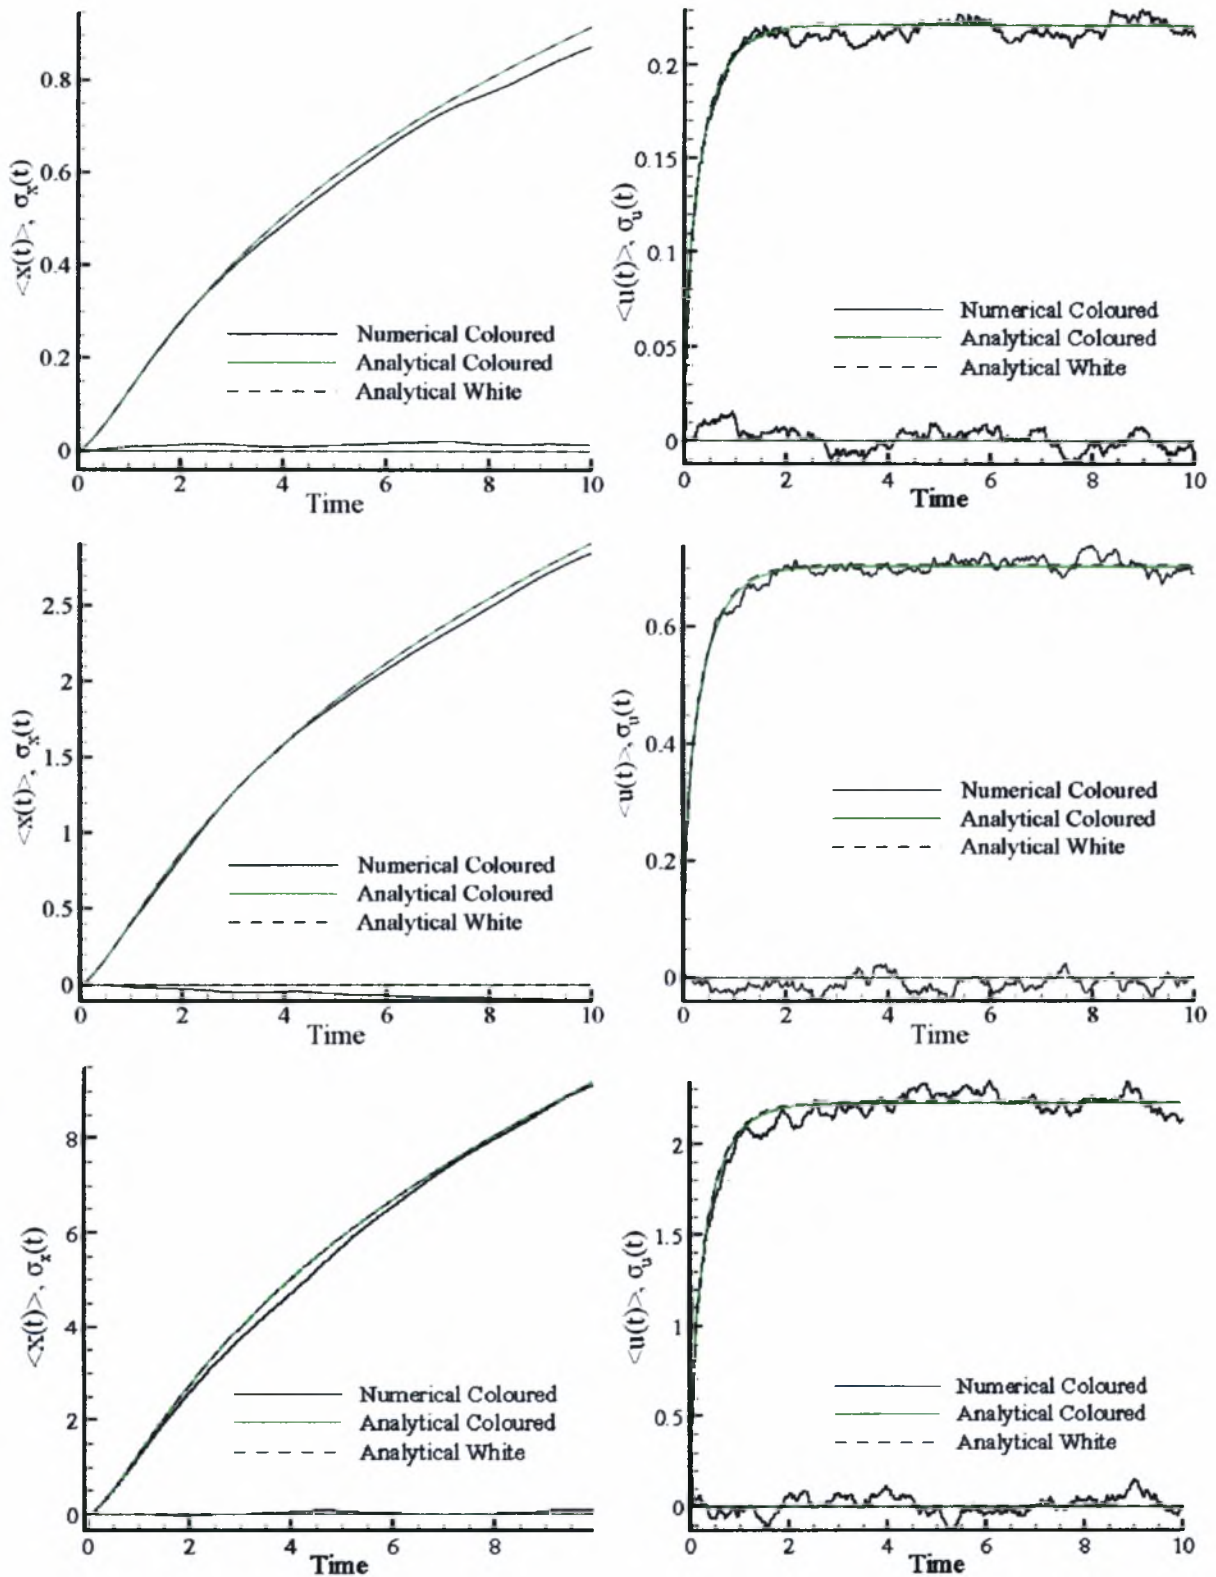 <x(t)>, σx(t)
0.8
0.6
0.4
0.2
0
Numerical Coloured
Analytical Coloured
Analytical White
0 2 4 6 8 10
Time
<u(t)>, σu(t)
0.2
0.15
0.1
0.05
0
Numerical Coloured
Analytical Coloured
Analytical White
0 2 4 6 8 10
Time
<x(t)>, σx(t)
2.5
2
1.5
1
0.5
0
Numerical Coloured
Analytical Coloured
Analytical White
0 2 4 6 8 10
Time
<u(t)>, σu(t)
0.6
0.4
0.2
0
Numerical Coloured
Analytical Coloured
Analytical White
0 2 4 6 8 10
Time
<x(t)>, σx(t)
8
6
4
2
0
Numerical Coloured
Analytical Coloured
Analytical White
0 2 4 6 8
Time
<u(t)>, σu(t)
2
1.5
1
0.5
0
Numerical Coloured
Analytical Coloured
Analytical White
0 2 4 6 8 10
Time